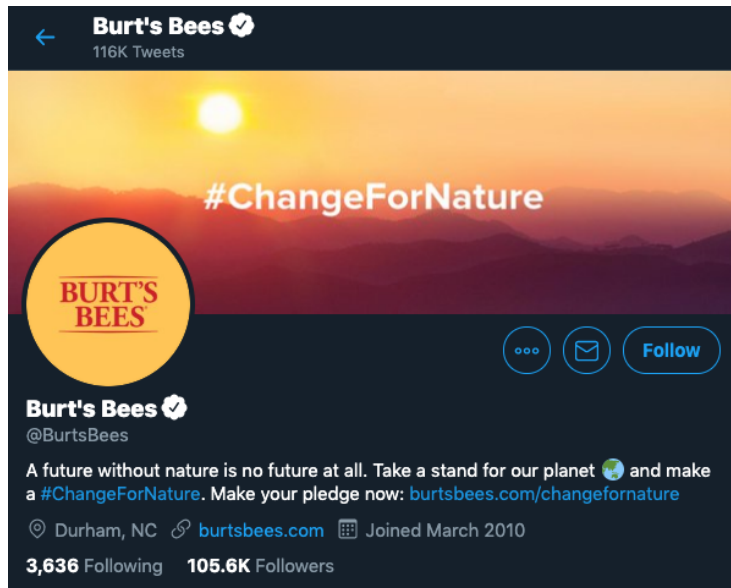 Burt's Bees
116K Tweets
#ChangeForNature
BURT'S
BEES
Follow
Burt's Bees
@BurtsBees
A future without nature is no future at all. Take a stand for our planet 🌏 and make
a #ChangeForNature. Make your pledge now: burtsbees.com/changefornature
Durham, NC burtsbees.com Joined March 2010
3,636 Following 105.6K Followers